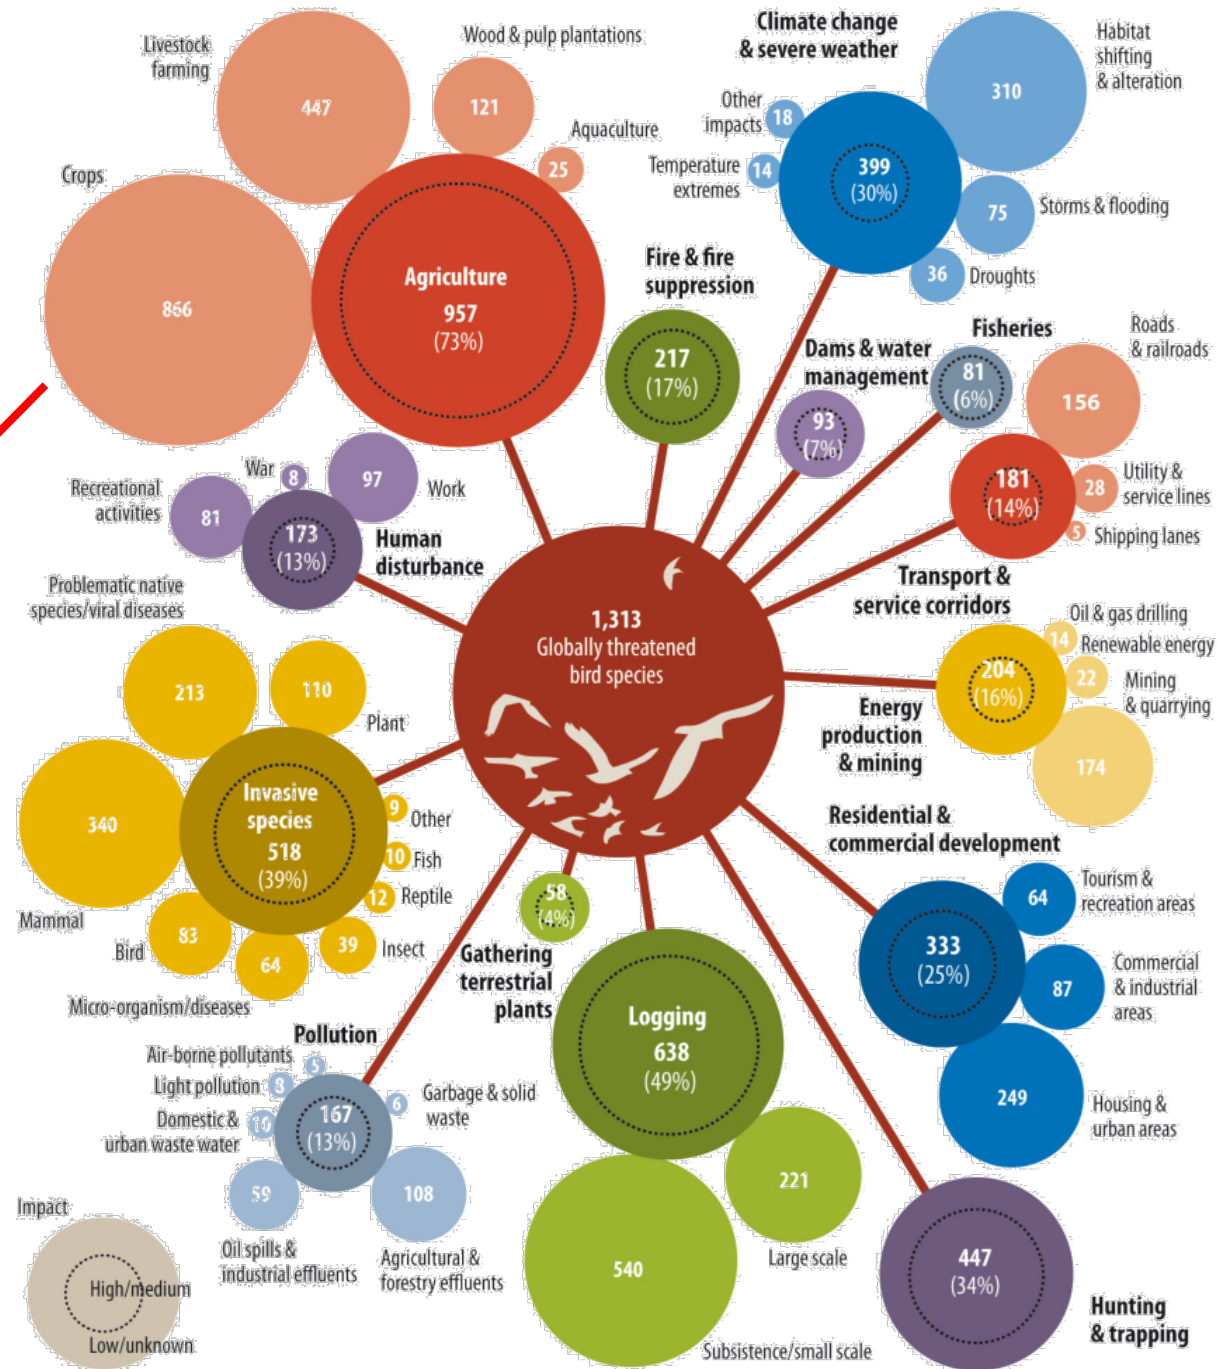 Livestock
farming
447
Wood & pulp plantations
121
Aquaculture
25
Crops
866
Agriculture
957
(73%)
Climate change
& severe weather
Habitat
shifting
& alteration
310
Other
impacts
18
Temperature
extremes
14
399
(30%)
75
Storms & flooding
36
Droughts
Fire & fire
suppression
217
(17%)
Dams & water
management
93
(7%)
Fisheries
81
(6%)
Roads
& railroads
156
181
(14%)
28
Utility &
service lines
5
Shipping lanes
Transport &
service corridors
War
8
97
Work
Recreational
activities
81
173
(13%)
Human
disturbance
1,313
Globally threatened
bird species
Problematic native
species/viral diseases
213
110
Plant
340
Mammal
Invasive
species
518
(39%)
9
Other
10
Fish
12
Reptile
39
Insect
83
Bird
64
Micro-organism/diseases
Oil & gas drilling
14
Renewable energy
22
204
(16%)
Mining
& quarrying
174
Energy
production
& mining
Residential &
commercial development
64
Tourism &
recreation areas
333
(25%)
87
Commercial
& industrial
areas
249
Housing &
urban areas
58
(4%)
Gathering
terrestrial
plants
Logging
638
(49%)
221
Large scale
540
Subsistence/small scale
Pollution
Air-borne pollutants
5
Light pollution
8
Domestic &
urban waste water
10
167
(13%)
6
Garbage & solid
waste
59
Oil spills &
industrial effluents
108
Agricultural &
forestry effluents
447
(34%)
Hunting
& trapping
Impact
High/medium
Low/unknown